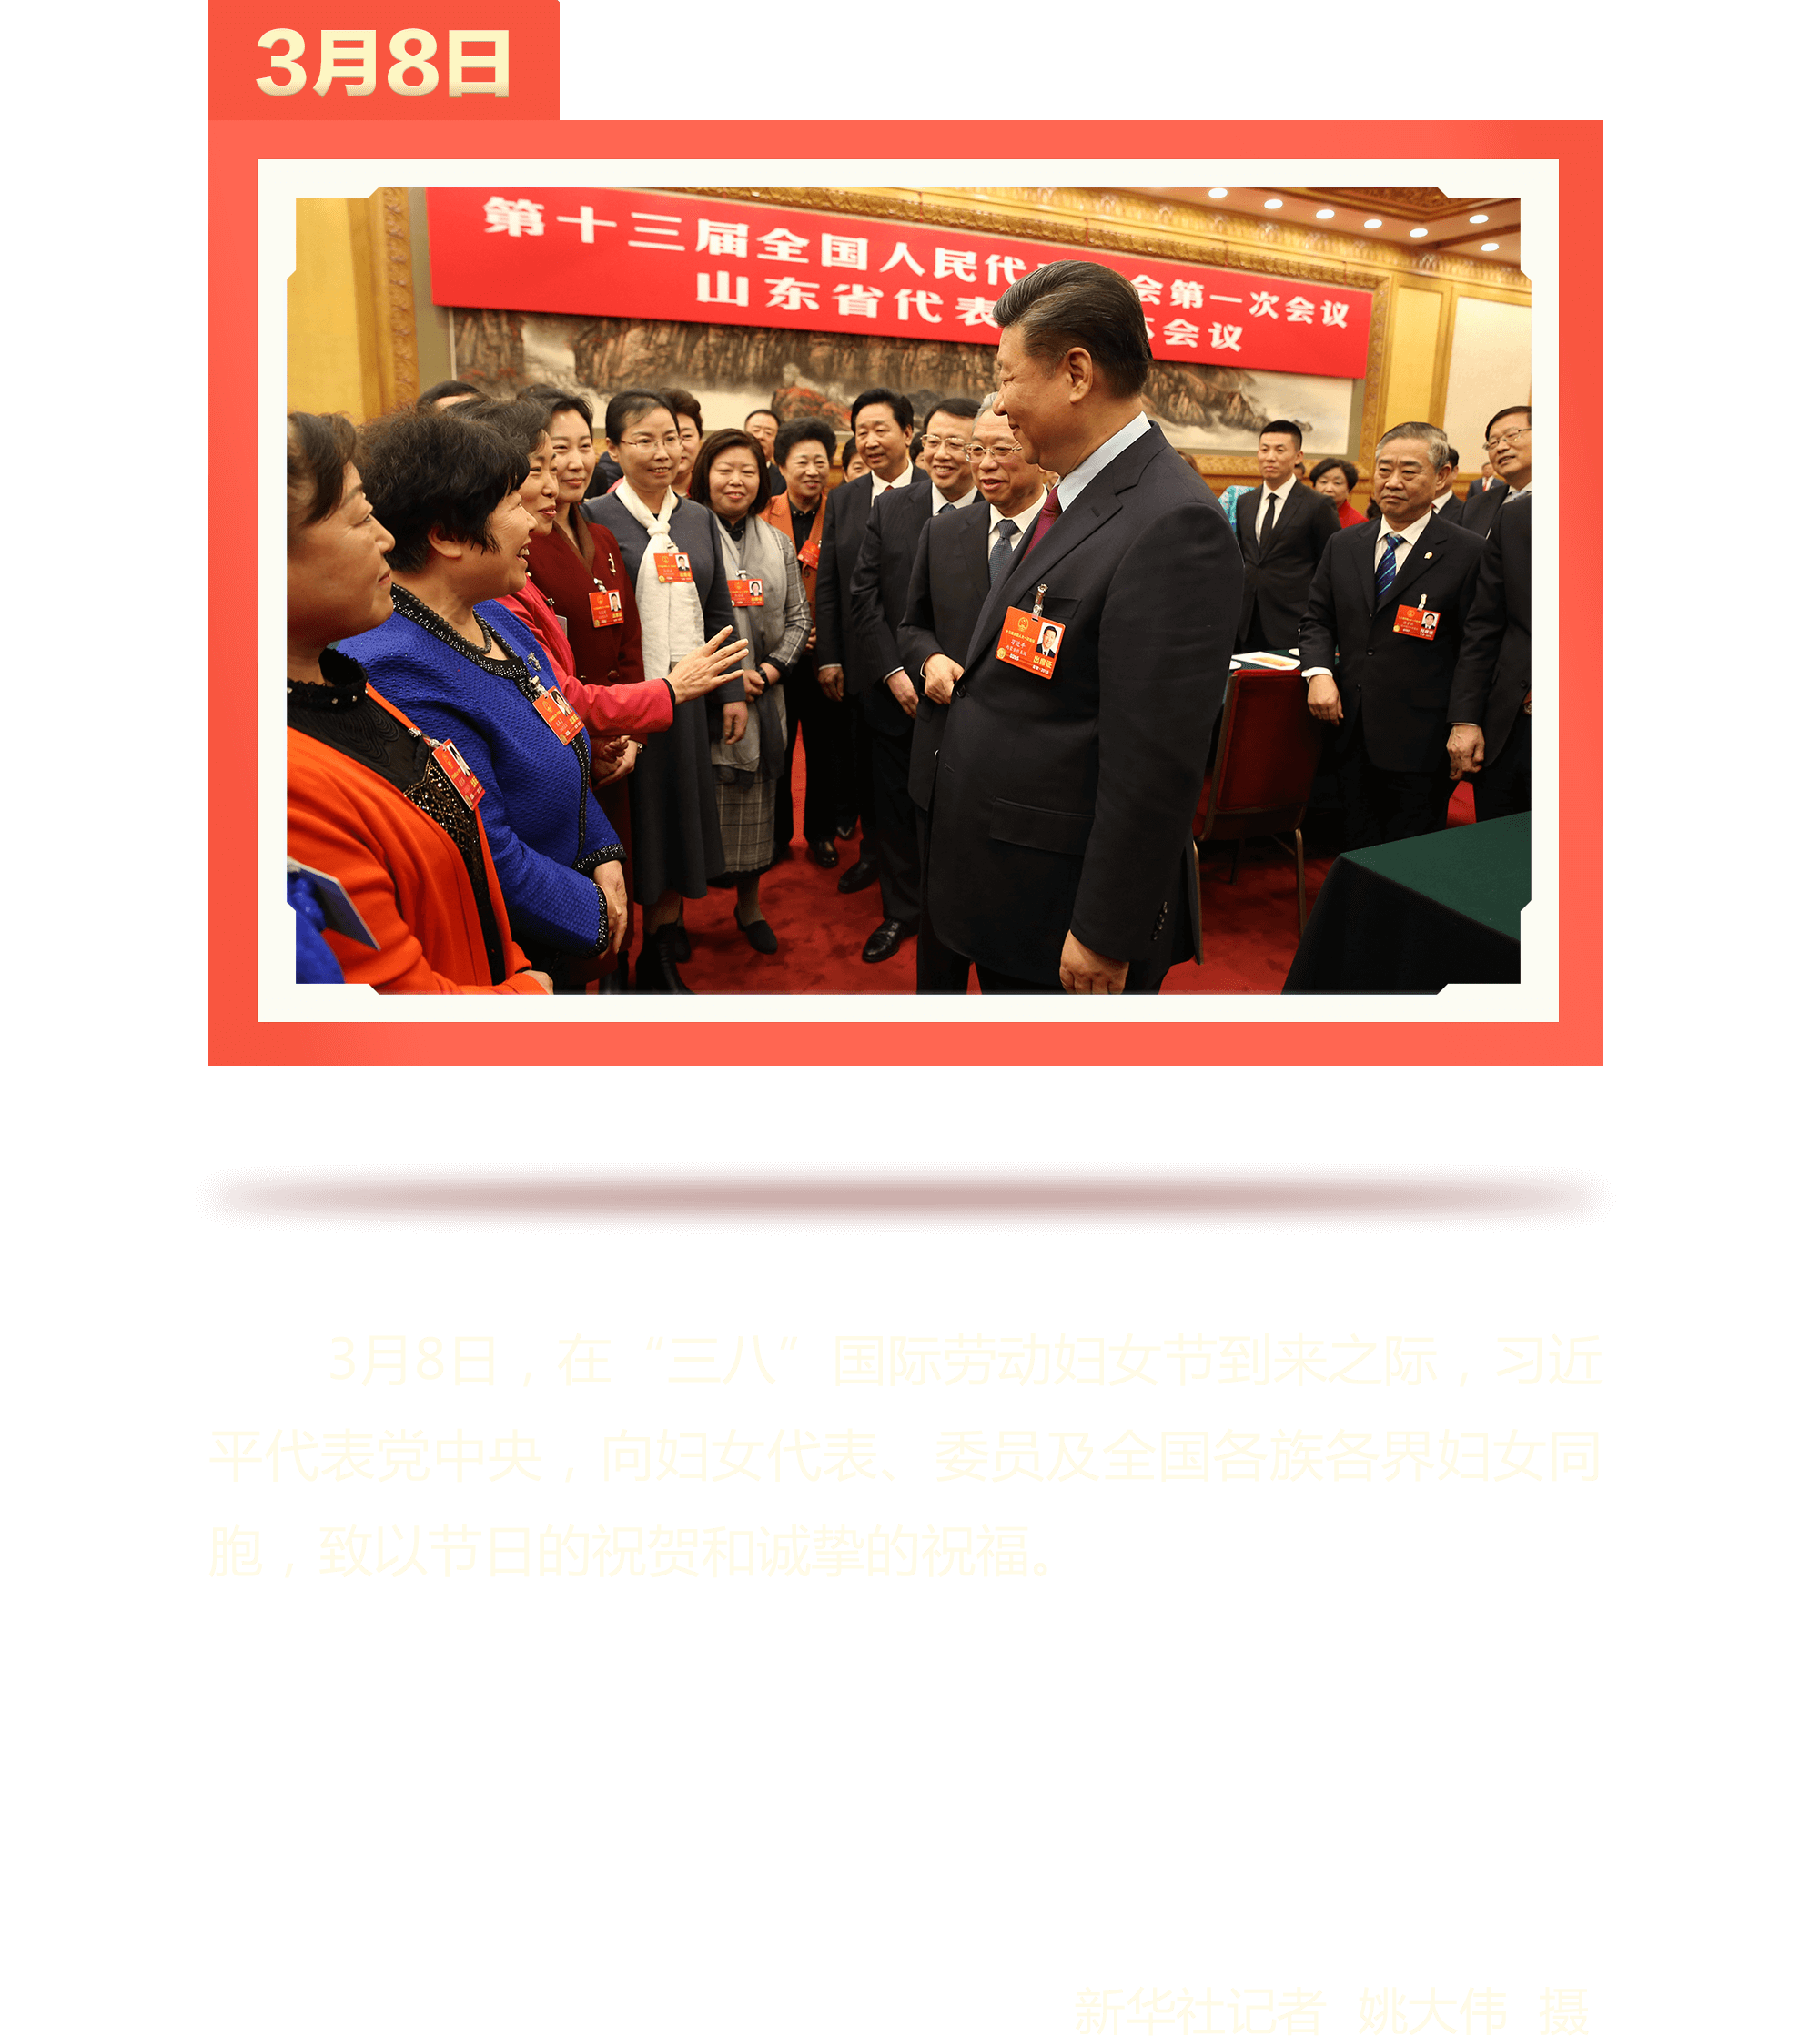 3月8日
第十三届全国人民代 会第一次会议
山东省代表 会议
3月8日，在“三八”国际劳动妇女节到来之际，习近
平代表党中央，向妇女代表、委员及全国各族各界妇女同
胞，致以节日的祝贺和诚挚的祝福。
新华社记者 姚大伟 摄